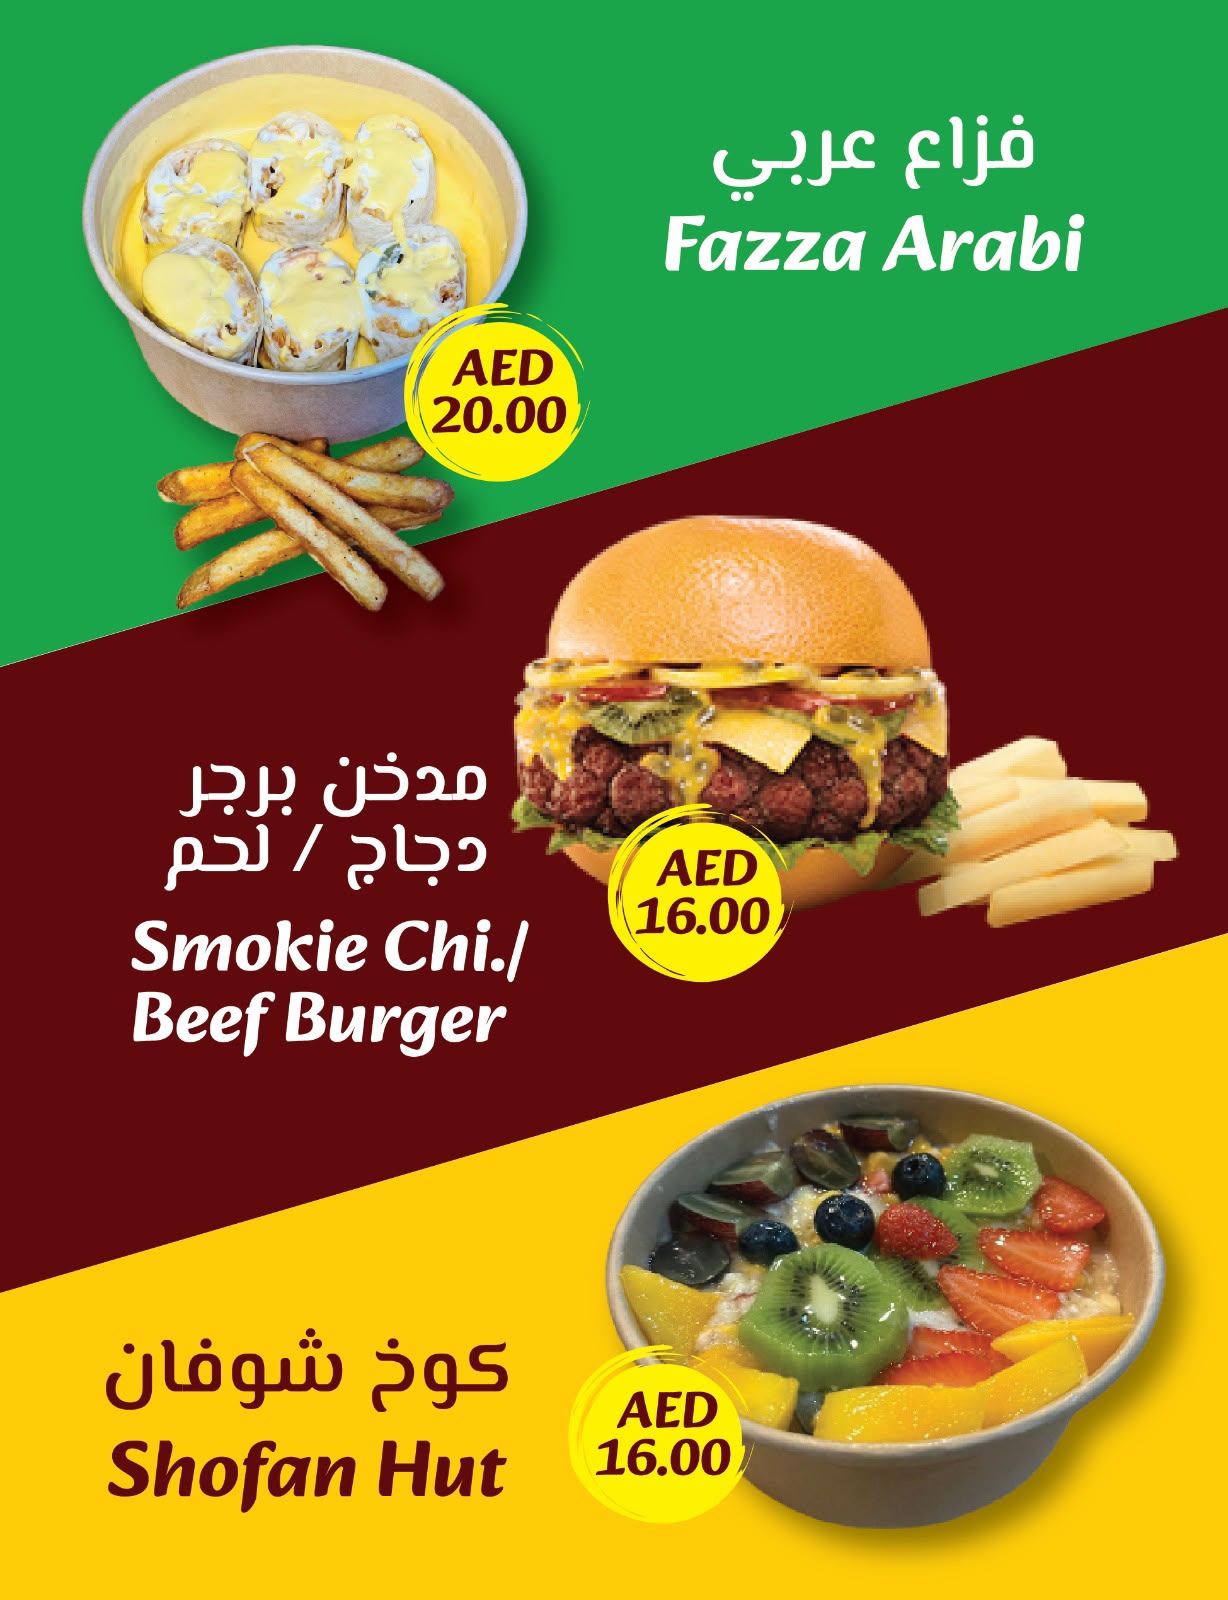 فزاع عربي
Fazza Arabi
AED
20.00
مدخن برجر
دجاج / لحم
Smokie Chi./
Beef Burger
AED
16.00
كوخ شوفان
Shofan Hut
AED
16.00